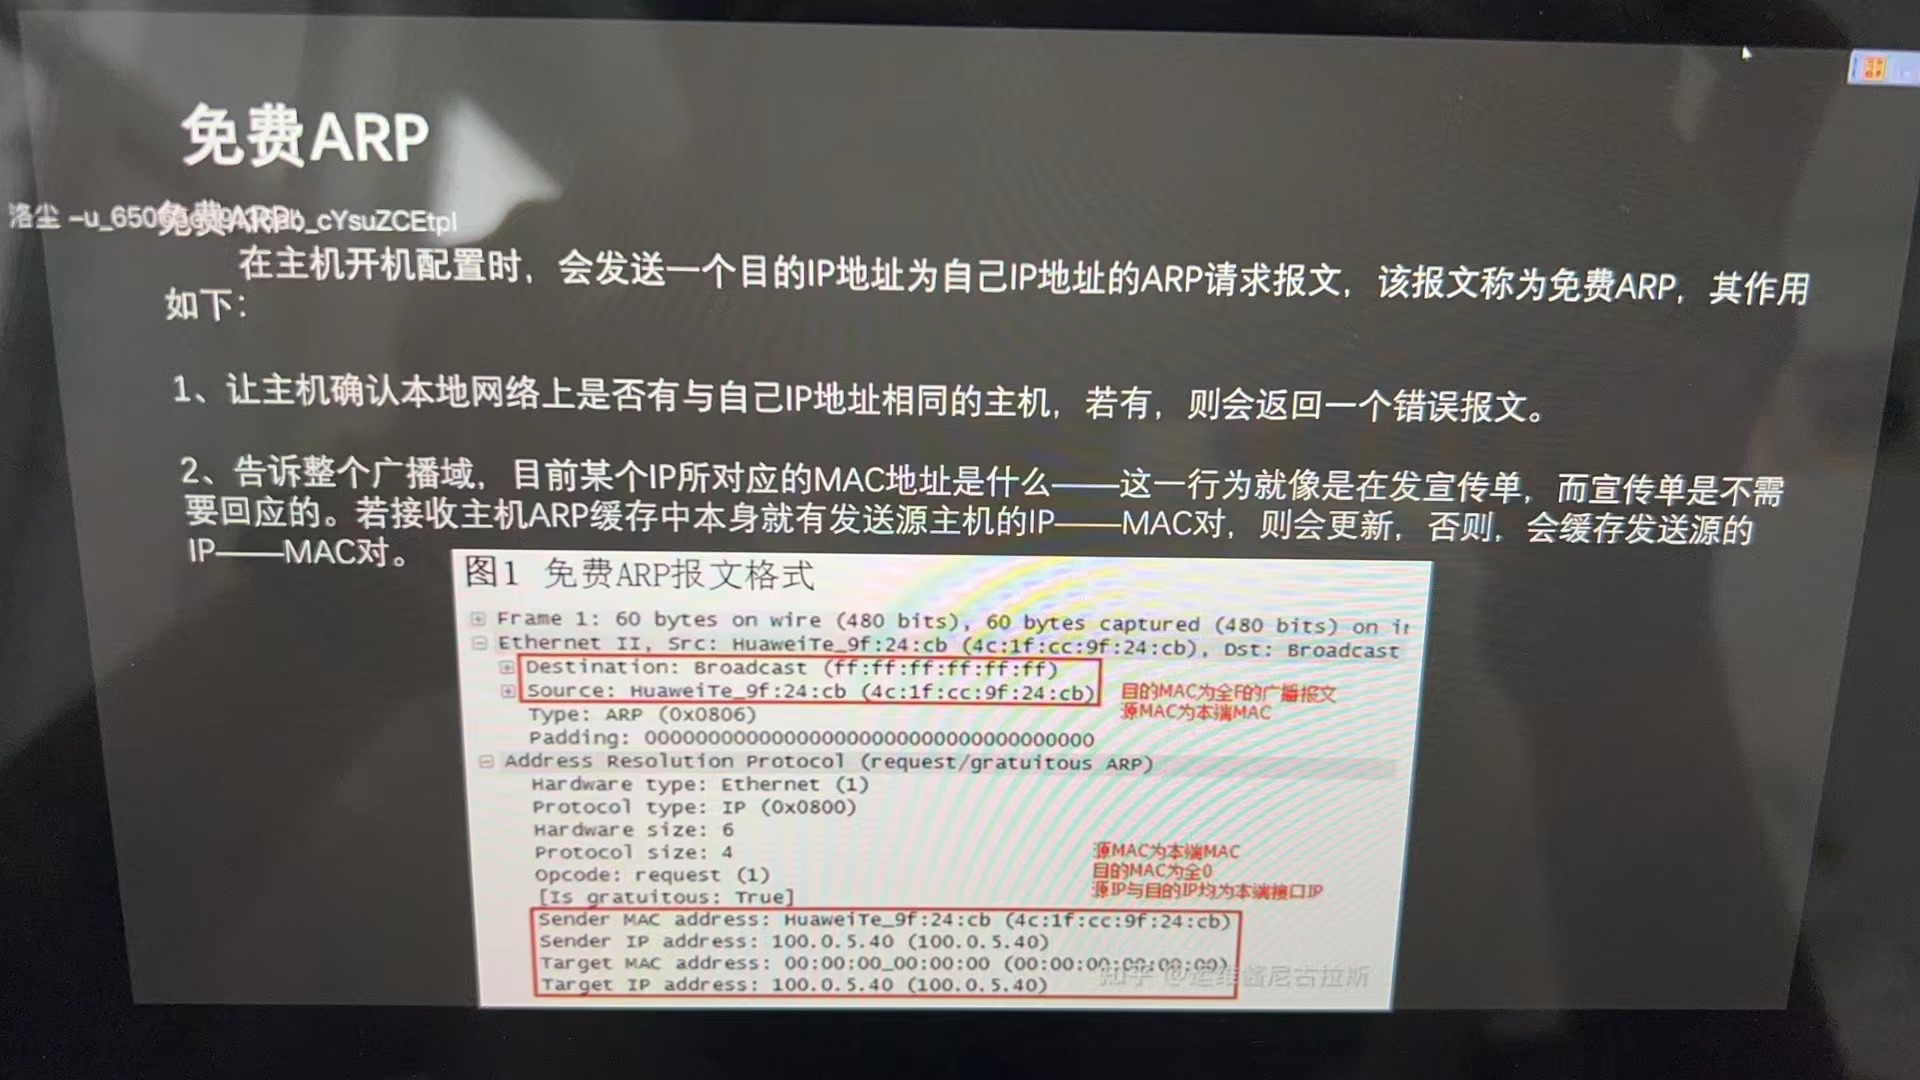 免费ARP
免费ARP:
洛尘 –u_650 _cYsuZCEtpl
在主机开机配置时，会发送一个目的IP地址为自己IP地址的ARP请求报文，该报文称为免费ARP，其作用
如下：
1、让主机确认本地网络上是否有与自己IP地址相同的主机，若有，则会返回一个错误报文。
2、告诉整个广播域，目前某个IP所对应的MAC地址是什么——这一行为就像是在发宣传单，而宣传单是不需
要回应的。若接收主机ARP缓存中本身就有发送源主机的IP——MAC对，则会更新，否则，会缓存发送源的
IP——MAC对。
图1 免费ARP报文格式
Frame 1: 60 bytes on wire (480 bits), 60 bytes captured (480 bits) on in
Ethernet II, Src: HuaweiTe_9f:24:cb (4c:1f:cc:9f:24:cb), Dst: Broadcast
Destination: Broadcast (ff:ff:ff:ff:ff:ff)
Source: HuaweiTe_9f:24:cb (4c:1f:cc:9f:24:cb)
目的MAC为全F的广播报文
源MAC为本端MAC
Type: ARP (0x0806)
Padding: 000000000000000000000000000000000000
Address Resolution Protocol (request/gratuitous ARP)
Hardware type: Ethernet (1)
Protocol type: IP (0x0800)
Hardware size: 6
Protocol size: 4
Opcode: request (1)
[Is gratuitous: True]
源MAC为本端MAC
目的MAC为全0
源IP与目的IP均为本端接口IP
Sender MAC address: HuaweiTe_9f:24:cb (4c:1f:cc:9f:24:cb)
Sender IP address: 100.0.5.40 (100.0.5.40)
Target MAC address: 00:00:00_00:00:00 (00:00:00:00:00:00)
Target IP address: 100.0.5.40 (100.0.5.40)
知乎 @运维酱尼古拉斯